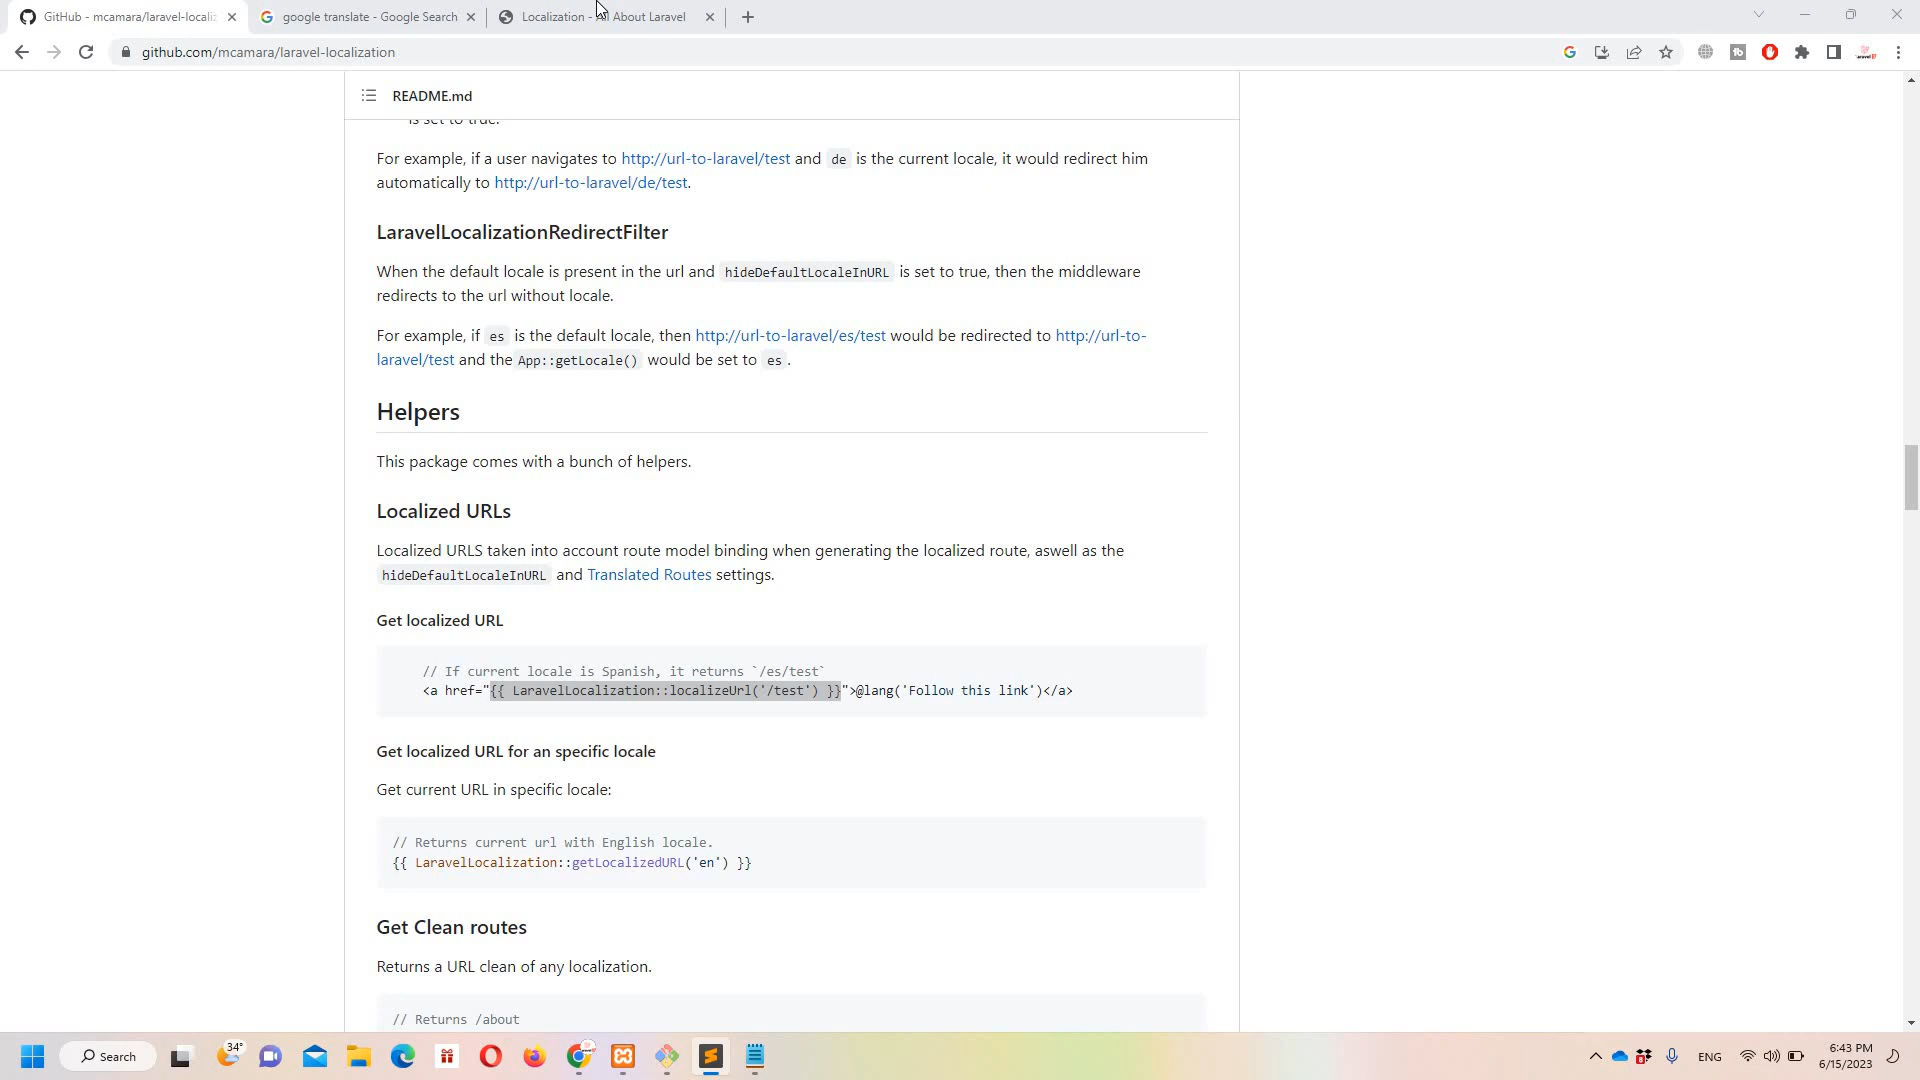 GitHub - mcamara/laravel-localiz
google translate - Google Search
Localization - All About Laravel
github.com/mcamara/laravel-localization
README.md
is set to true.
For example, if a user navigates to http://url-to-laravel/test and de is the current locale, it would redirect him
automatically to http://url-to-laravel/de/test.
LaravelLocalizationRedirectFilter
When the default locale is present in the url and hideDefaultLocaleInURL is set to true, then the middleware
redirects to the url without locale.
For example, if es is the default locale, then http://url-to-laravel/es/test would be redirected to http://url-to-
laravel/test and the App::getLocale() would be set to es.
Helpers
This package comes with a bunch of helpers.
Localized URLs
Localized URLS taken into account route model binding when generating the localized route, aswell as the
hideDefaultLocaleInURL and Translated Routes settings.
Get localized URL
// If current locale is Spanish, it returns `/es/test`
<a href="{{ LaravelLocalization::localizeUrl('/test') }}">@lang('Follow this link')</a>
Get localized URL for an specific locale
Get current URL in specific locale:
// Returns current url with English locale.
{{ LaravelLocalization::getLocalizedURL('en') }}
Get Clean routes
Returns a URL clean of any localization.
// Returns /about
Search
34°
ENG
6:43 PM
6/15/2023